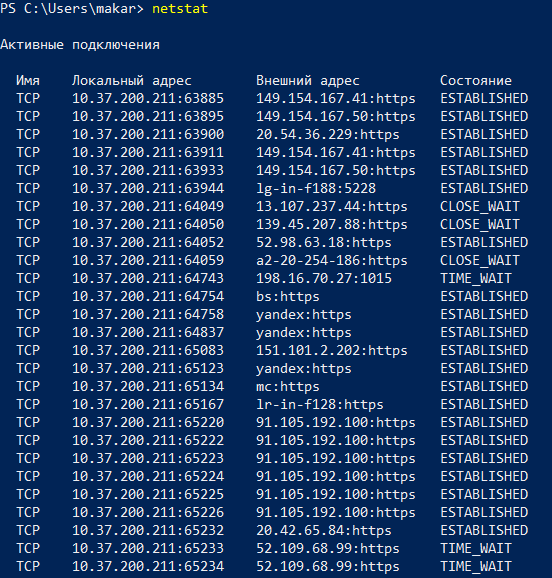 PS C:\Users\makar> netstat
Активные подключения
Имя Локальный адрес Внешний адрес Состояние
TCP 10.37.200.211:63885 149.154.167.41:https ESTABLISHED
TCP 10.37.200.211:63895 149.154.167.50:https ESTABLISHED
TCP 10.37.200.211:63900 20.54.36.229:https ESTABLISHED
TCP 10.37.200.211:63911 149.154.167.41:https ESTABLISHED
TCP 10.37.200.211:63933 149.154.167.50:https ESTABLISHED
TCP 10.37.200.211:63944 lg-in-f188:5228 ESTABLISHED
TCP 10.37.200.211:64049 13.107.237.44:https CLOSE_WAIT
TCP 10.37.200.211:64050 139.45.207.88:https CLOSE_WAIT
TCP 10.37.200.211:64052 52.98.63.18:https ESTABLISHED
TCP 10.37.200.211:64059 a2-20-254-186:https CLOSE_WAIT
TCP 10.37.200.211:64743 198.16.70.27:1015 TIME_WAIT
TCP 10.37.200.211:64754 bs:https ESTABLISHED
TCP 10.37.200.211:64758 yandex:https ESTABLISHED
TCP 10.37.200.211:64837 yandex:https ESTABLISHED
TCP 10.37.200.211:65083 151.101.2.202:https ESTABLISHED
TCP 10.37.200.211:65123 yandex:https ESTABLISHED
TCP 10.37.200.211:65134 mc:https ESTABLISHED
TCP 10.37.200.211:65167 lr-in-f128:https ESTABLISHED
TCP 10.37.200.211:65220 91.105.192.100:https ESTABLISHED
TCP 10.37.200.211:65222 91.105.192.100:https ESTABLISHED
TCP 10.37.200.211:65223 91.105.192.100:https ESTABLISHED
TCP 10.37.200.211:65224 91.105.192.100:https ESTABLISHED
TCP 10.37.200.211:65225 91.105.192.100:https ESTABLISHED
TCP 10.37.200.211:65226 91.105.192.100:https ESTABLISHED
TCP 10.37.200.211:65232 20.42.65.84:https ESTABLISHED
TCP 10.37.200.211:65233 52.109.68.99:https TIME_WAIT
TCP 10.37.200.211:65234 52.109.68.99:https TIME_WAIT